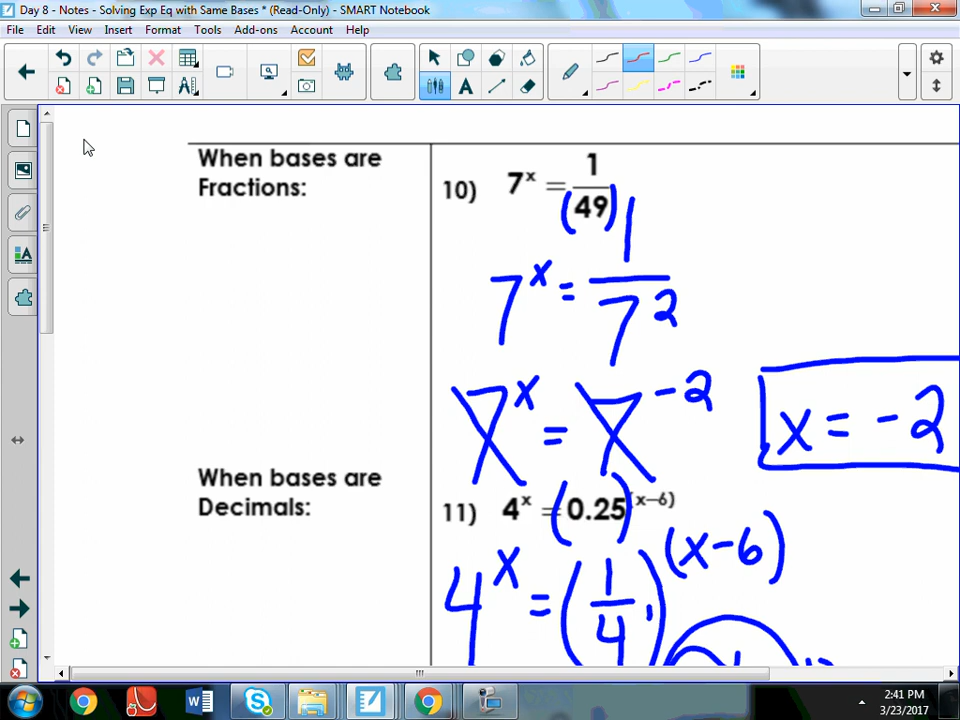 Day 8 - Notes - Solving Exp Eq with Same Bases * (Read-Only) - SMART Notebook
File Edit View Insert Format Tools Add-ons Account Help
When bases are
Fractions:
10) 7^x = 1/49
( )
7^x = 1/7^2
7^x = 7^-2
x = -2
When bases are
Decimals:
11) 4^x = 0.25^(x-6)
( )
4^x = (1/4)^(x-6)
2:41 PM
3/23/2017